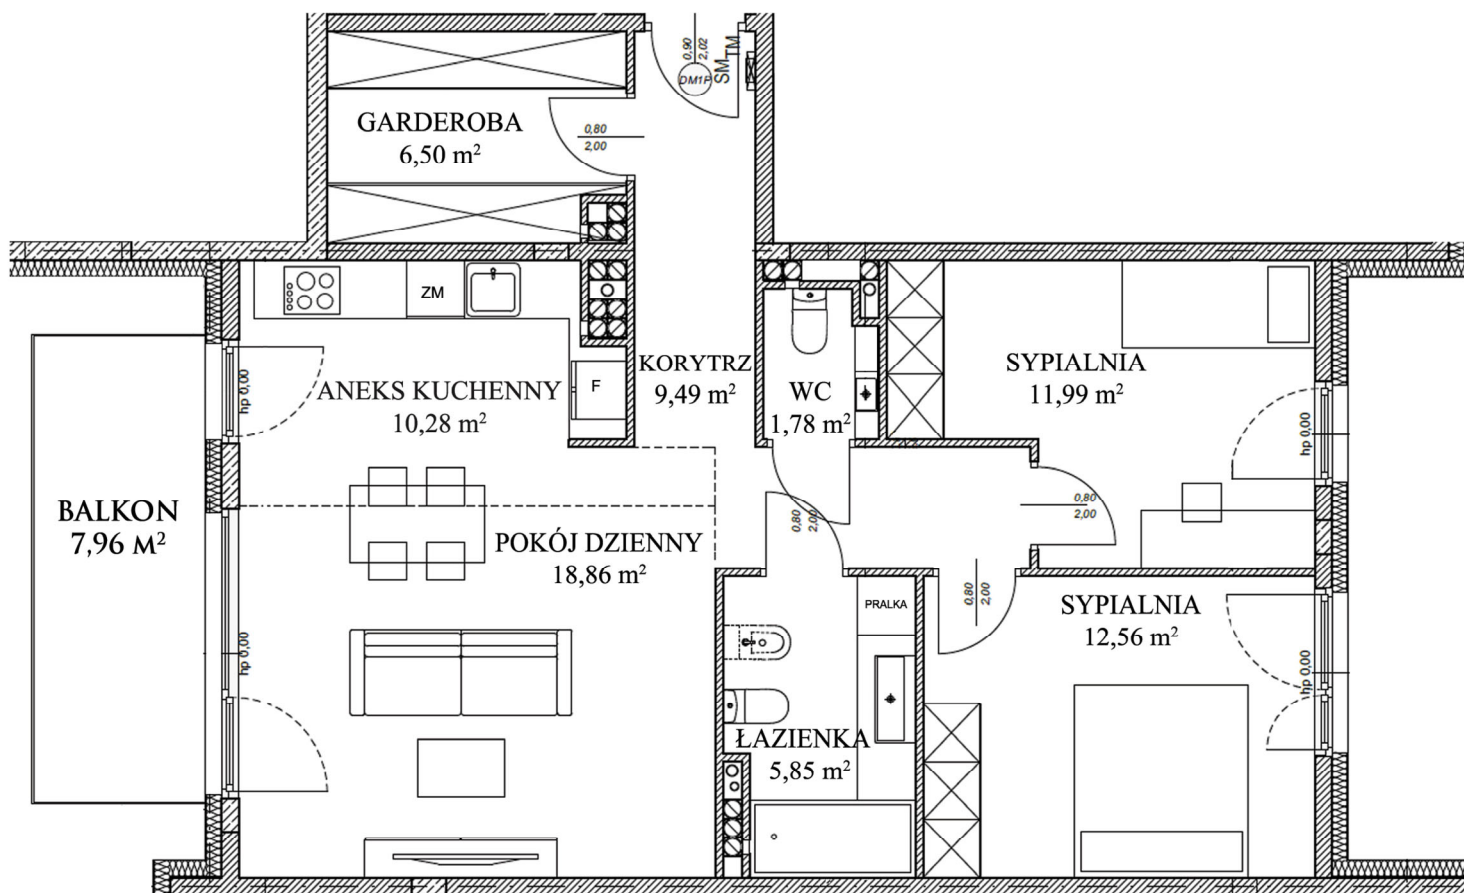 0,90
2,02
DM1P
SM
TM
GARDEROBA
6,50 m²
0,80
2,00
ZM
F
hp 0,00
ANEKS KUCHENNY
10,28 m²
KORYTRZ
9,49 m²
WC
1,78 m²
SYPIALNIA
11,99 m²
hp 0,00
BALKON
7,96 M²
POKÓJ DZIENNY
18,86 m²
0,80
2,00
0,80
2,00
0,80
2,00
PRALKA
SYPIALNIA
12,56 m²
hp 0,00
hp 0,00
ŁAZIENKA
5,85 m²